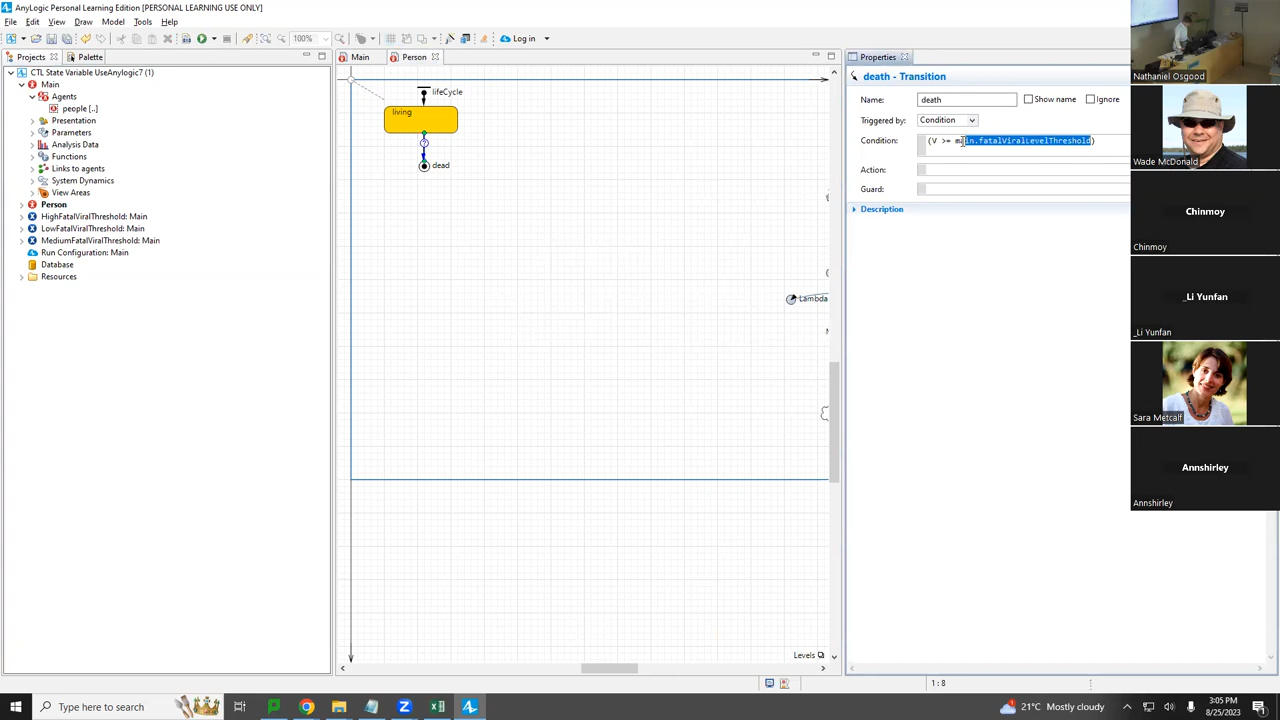 AnyLogic Personal Learning Edition [PERSONAL LEARNING USE ONLY]
File Edit View Draw Model Tools Help
100% Log in
Projects Palette
CTL State Variable UseAnylogic7 (1)
Main
Agents
people [..]
Presentation
Parameters
Analysis Data
Functions
Links to agents
System Dynamics
View Areas
Person
HighFatalViralThreshold: Main
LowFatalViralThreshold: Main
MediumFatalViralThreshold: Main
Run Configuration: Main
Database
Resources
Main Person
lifeCycle
living
dead
Lambda
Levels
Properties
death - Transition
Name: death Show name Ignore
Triggered by: Condition
Condition: (V >= main.fatalViralLevelThreshold)
Action:
Guard:
Description
1 : 8
Nathaniel Osgood
Wade McDonald
Chinmoy
Chinmoy
_Li Yunfan
_Li Yunfan
Sara Metcalf
Annshirley
Annshirley
Type here to search
21°C Mostly cloudy
3:05 PM
8/25/2023